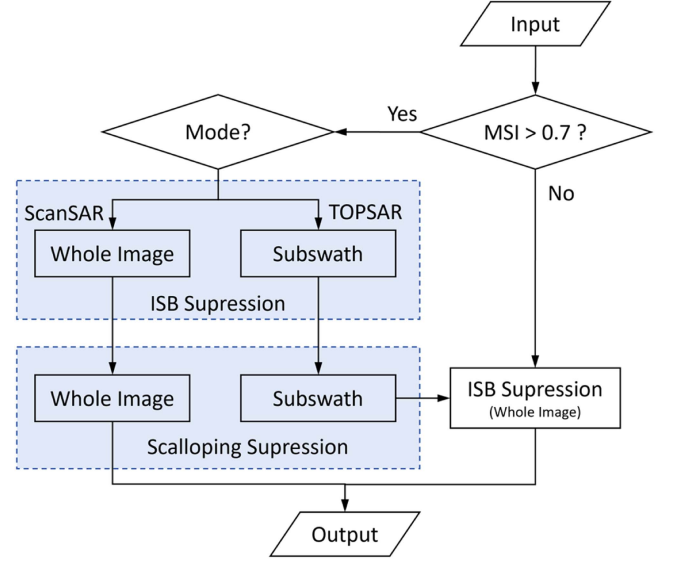 Input
Mode?
Yes
MSI > 0.7 ?
No
ScanSAR
TOPSAR
Whole Image
Subswath
ISB Supression
Whole Image
Subswath
Scalloping Supression
ISB Supression
(Whole Image)
Output